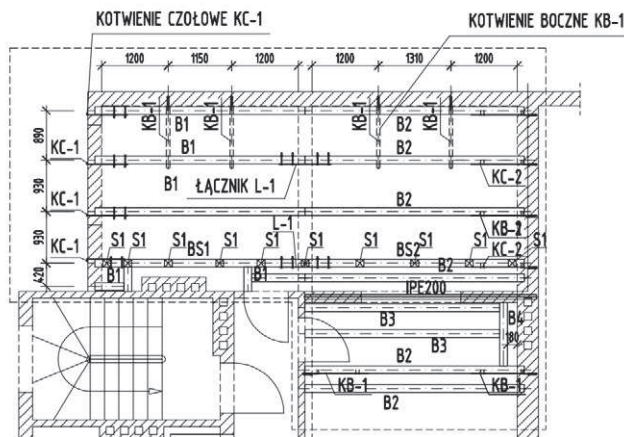 KOTWIENIE CZOŁOWE KC-1
KOTWIENIE BOCZNE KB-1
1200 1150 1200 1200 1310 1200
KB-1 B1 KB-1 KB-1 B2 KB-1
890
KC-1 B1 B2
B1 ŁĄCZNIK L-1 KC-2
930
KC-1 B2
L-1 KB-2
930
KC-1 S1 S1 S1 S1 S1 S1 S1 S1 S1 KC-2
BS1 BS2
B1 B1 B2
420
IPE200
B3 B4
B3 180
B2
KB-1 KB-1
B2